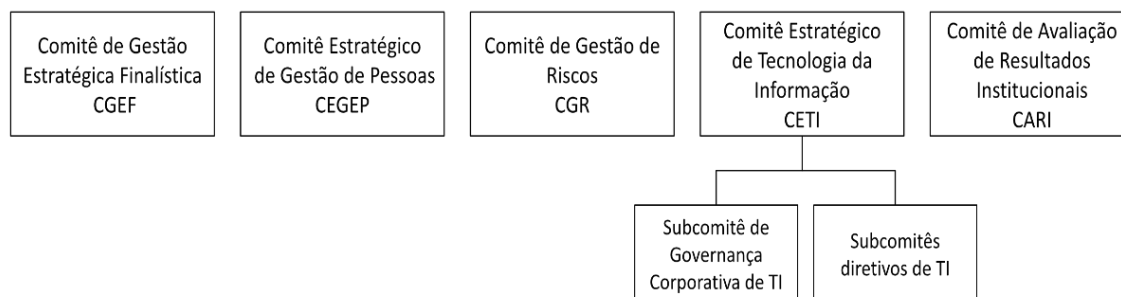 Comitê de Gestão
Estratégica Finalística
CGEF
Comitê Estratégico
de Gestão de Pessoas
CEGEP
Comitê de Gestão de
Riscos
CGR
Comitê Estratégico
de Tecnologia da
Informação
CETI
Comitê de Avaliação
de Resultados
Institucionais
CARI
Subcomitê de
Governança
Corporativa de TI
Subcomitês
diretivos de TI